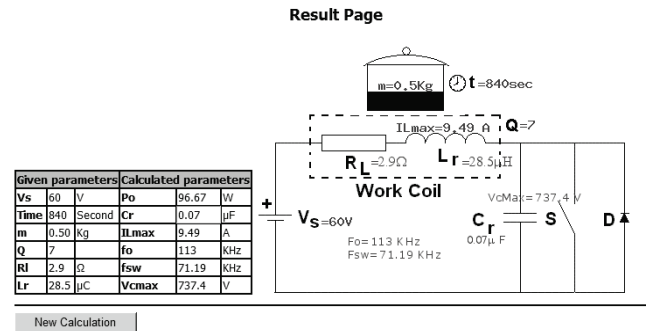 Result Page
m=0.5Kg
t=840sec
ILmax=9.49 A
Q=7
RL=2.9Ω
Lr=28.5μH
Work Coil
Given parameters Calculated parameters
Vs 60 V Po 96.67 W
Time 840 Second Cr 0.07 μF
m 0.50 Kg ILmax 9.49 A
Q 7 fo 113 KHz
Rl 2.9 Ω fsw 71.19 KHz
Lr 28.5 μC Vcmax 737.4 V
+
VS=60V
Fo=113 KHz
Fsw=71.19 KHz
VcMax=737.4 V
Cr
0.07μ F
S
D
New Calculation